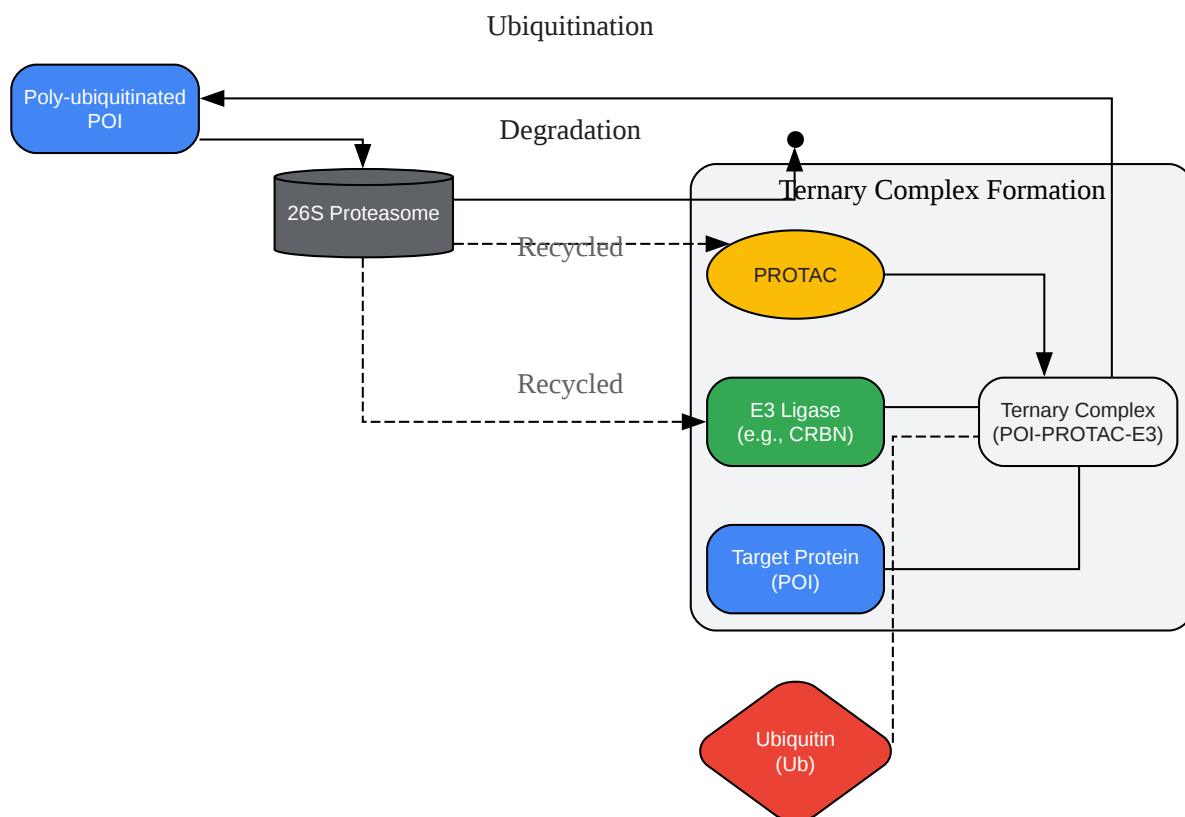 Ubiquitination
Poly-ubiquitinated
POI
Degradation
Ternary Complex Formation
26S Proteasome
Recycled
PROTAC
Recycled
E3 Ligase
(e.g., CRBN)
Ternary Complex
(POI-PROTAC-E3)
Target Protein
(POI)
Ubiquitin
(Ub)